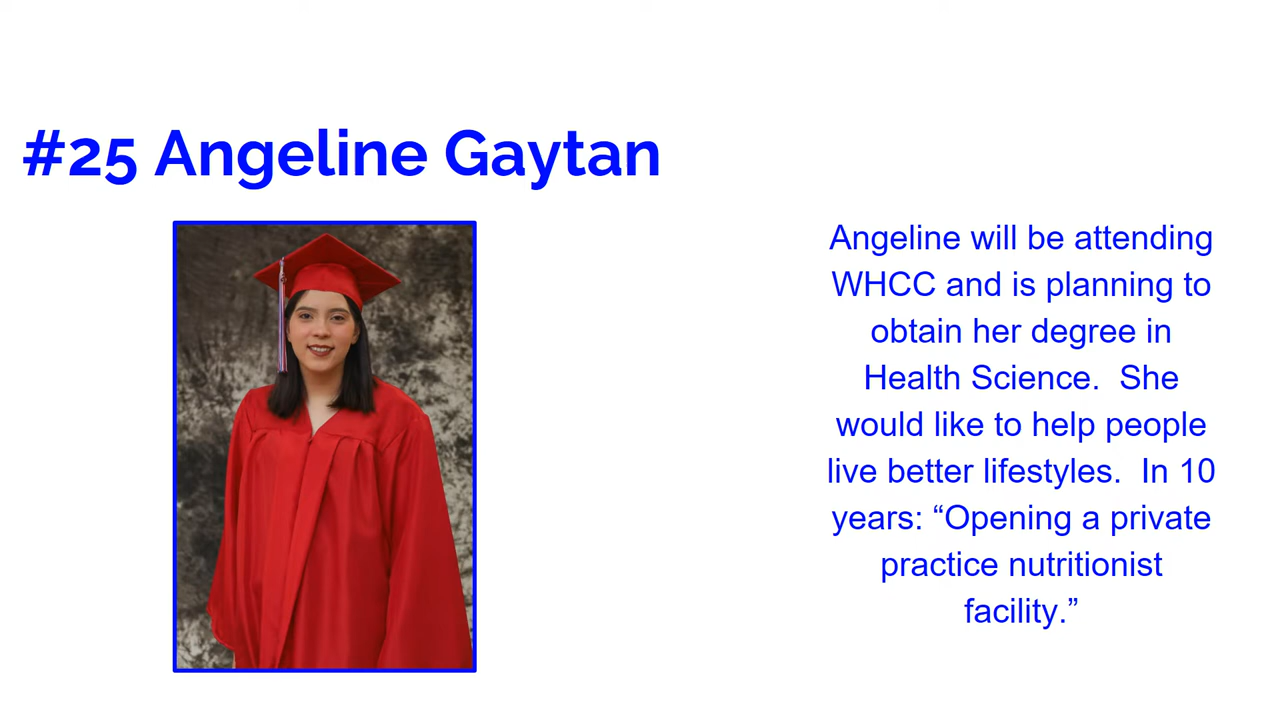 #25 Angeline Gaytan
Angeline will be attending
WHCC and is planning to
obtain her degree in
Health Science.  She
would like to help people
live better lifestyles.  In 10
years: “Opening a private
practice nutritionist
facility.”